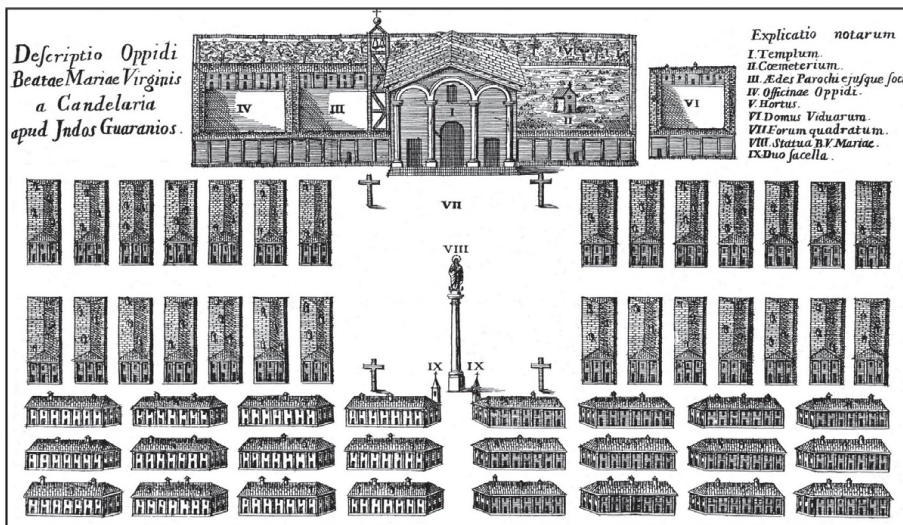 Descriptio Oppidi
Beatae Mariae Virginis
a Candelaria
apud Jndos Guaranios.
Explicatio notarum
I. Templum.
II. Cœmeterium.
III. Ædes Parochi ejusque soc
IV. Officinae Oppidi.
V. Hortus.
VI. Domus Viduarum.
VII. Forum quadratum.
VIII. Statua B.V. Mariae.
IX. Duo sacella.
IV
III
II
VI
VII
VIII
IX IX